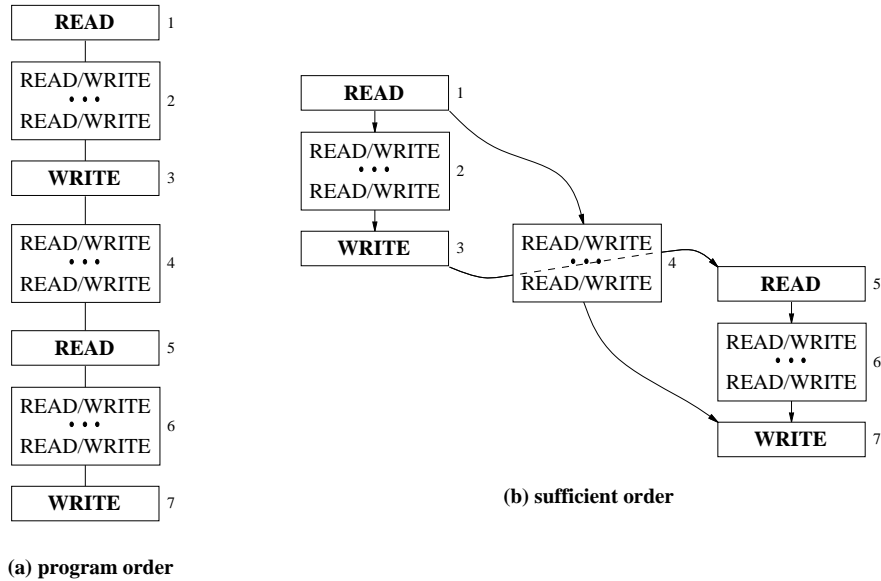 READ 1
READ/WRITE
• • •
READ/WRITE
2
WRITE 3
READ/WRITE
• • •
READ/WRITE
4
READ 5
READ/WRITE
• • •
READ/WRITE
6
WRITE 7
(a) program order
READ 1
READ/WRITE
• • •
READ/WRITE
2
WRITE 3
READ/WRITE
• • •
READ/WRITE
4
READ 5
READ/WRITE
• • •
READ/WRITE
6
WRITE 7
(b) sufficient order